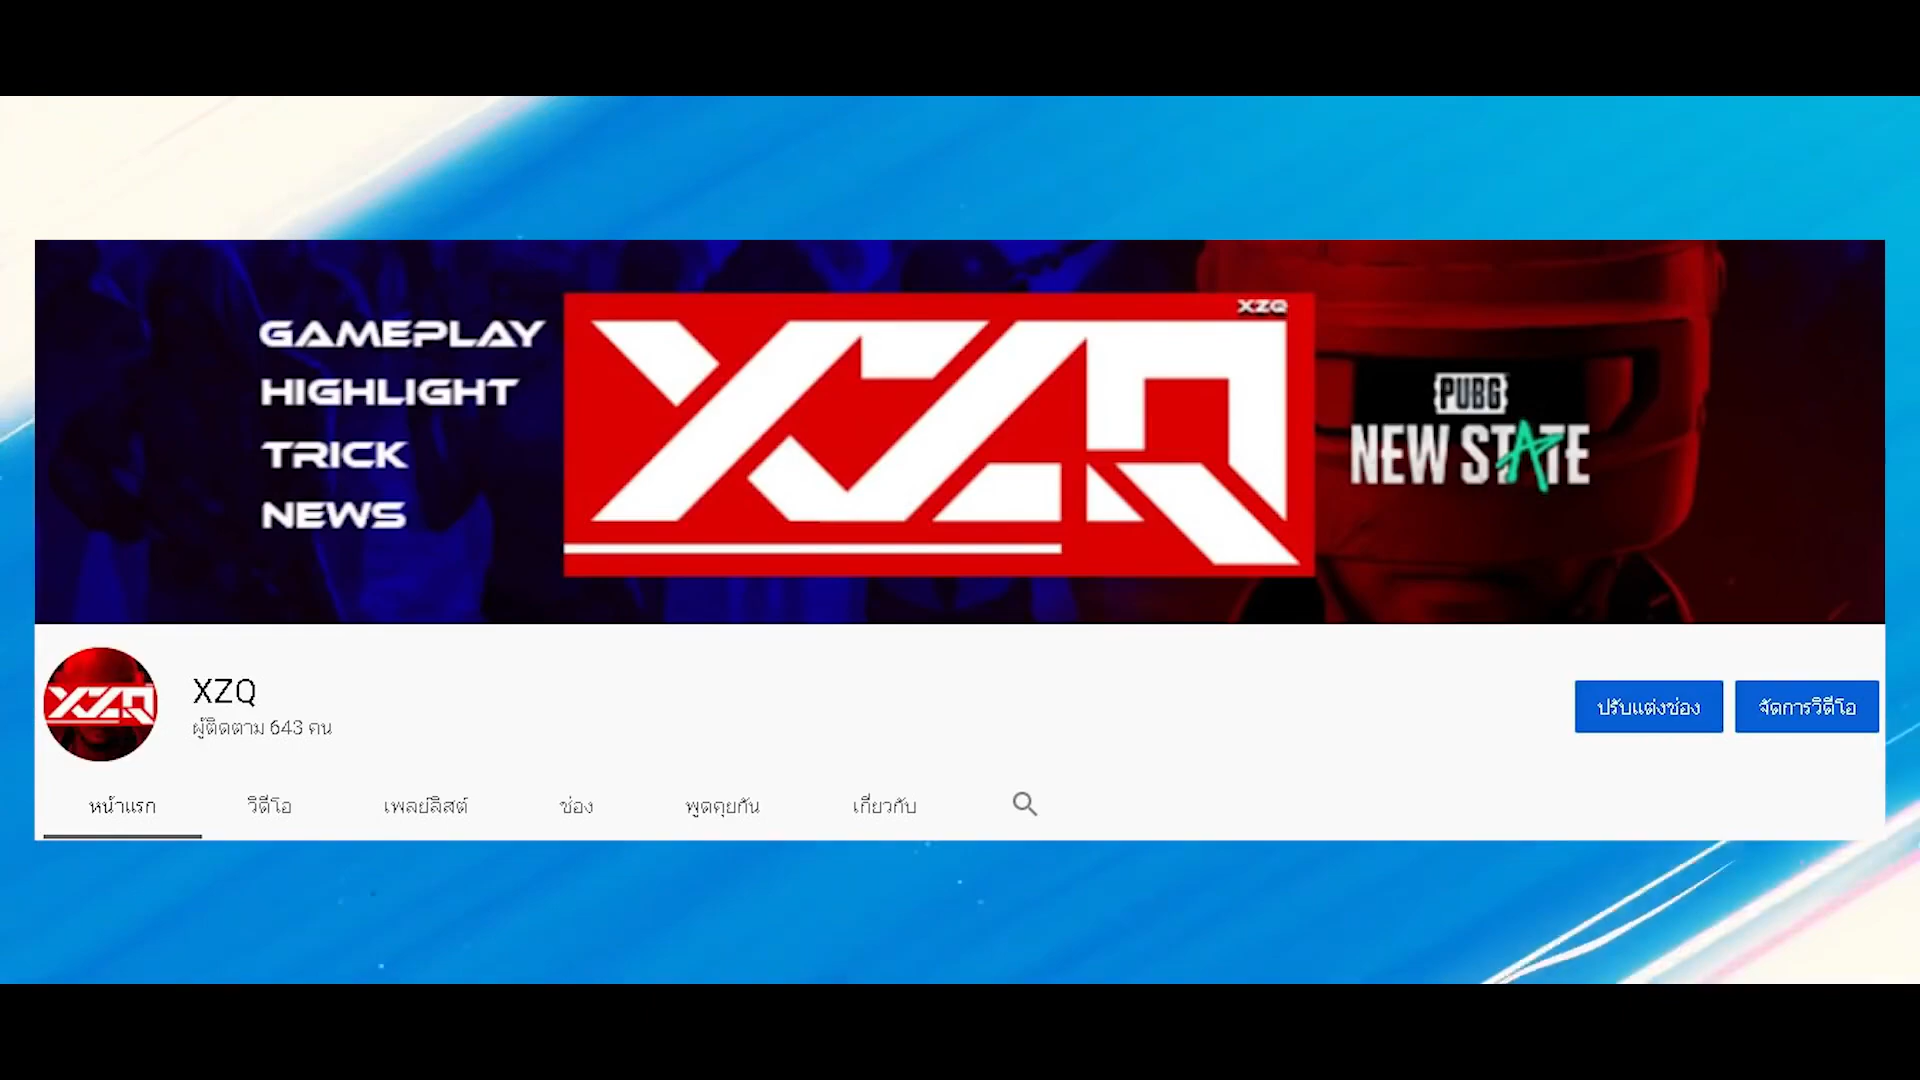 GAMEPLAY
HIGHLIGHT
TRICK
NEWS
XZQ
XZQ
PUBG
NEW STATE
XZQ
XZQ
ผู้ติดตาม 643 คน
ปรับแต่งช่อง
จัดการวิดีโอ
หน้าแรก
วิดีโอ
เพลย์ลิสต์
ช่อง
พูดคุยกัน
เกี่ยวกับ